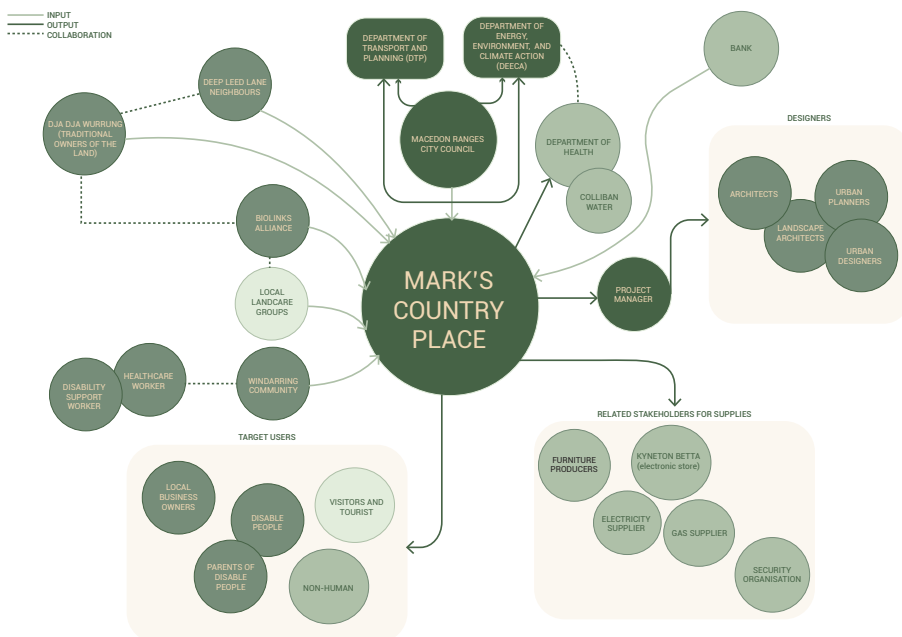 INPUT
OUTPUT
COLLABORATION
DEPARTMENT OF
TRANSPORT AND
PLANNING (DTP)
DEPARTMENT OF
ENERGY,
ENVIRONMENT, AND
CLIMATE ACTION
(DEECA)
BANK
DEEP LEED LANE
NEIGHBOURS
DJA DJA WURRUNG
(TRADITIONAL
OWNERS OF THE
LAND)
MACEDON RANGES
CITY COUNCIL
DEPARTMENT OF
HEALTH
COLLIBAN
WATER
DESIGNERS
ARCHITECTS
URBAN
PLANNERS
LANDSCAPE
ARCHITECTS
URBAN
DESIGNERS
BIOLINKS
ALLIANCE
LOCAL
LANDCARE
GROUPS
MARK'S
COUNTRY
PLACE
PROJECT
MANAGER
HEALTHCARE
WORKER
DISABILITY
SUPPORT
WORKER
WINDARRING
COMMUNITY
TARGET USERS
LOCAL
BUSINESS
OWNERS
DISABLE
PEOPLE
VISITORS AND
TOURIST
PARENTS OF
DISABLE
PEOPLE
NON-HUMAN
RELATED STAKEHOLDERS FOR SUPPLIES
FURNITURE
PRODUCERS
KYNETON BETTA
(electronic store)
ELECTRICITY
SUPPLIER
GAS SUPPLIER
SECURITY
ORGANISATION